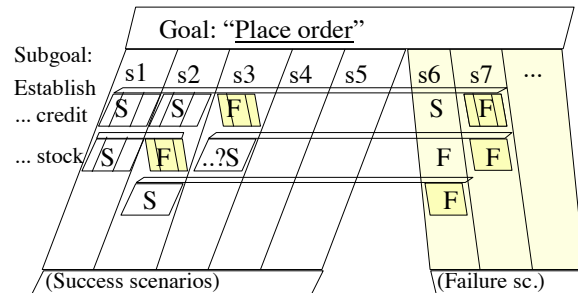 Goal: “Place order”
Subgoal:
s1 s2 s3 s4 s5 s6 s7 ...
Establish
... credit S S F S F
... stock S F ..?S F F
S F
(Success scenarios) (Failure sc.)